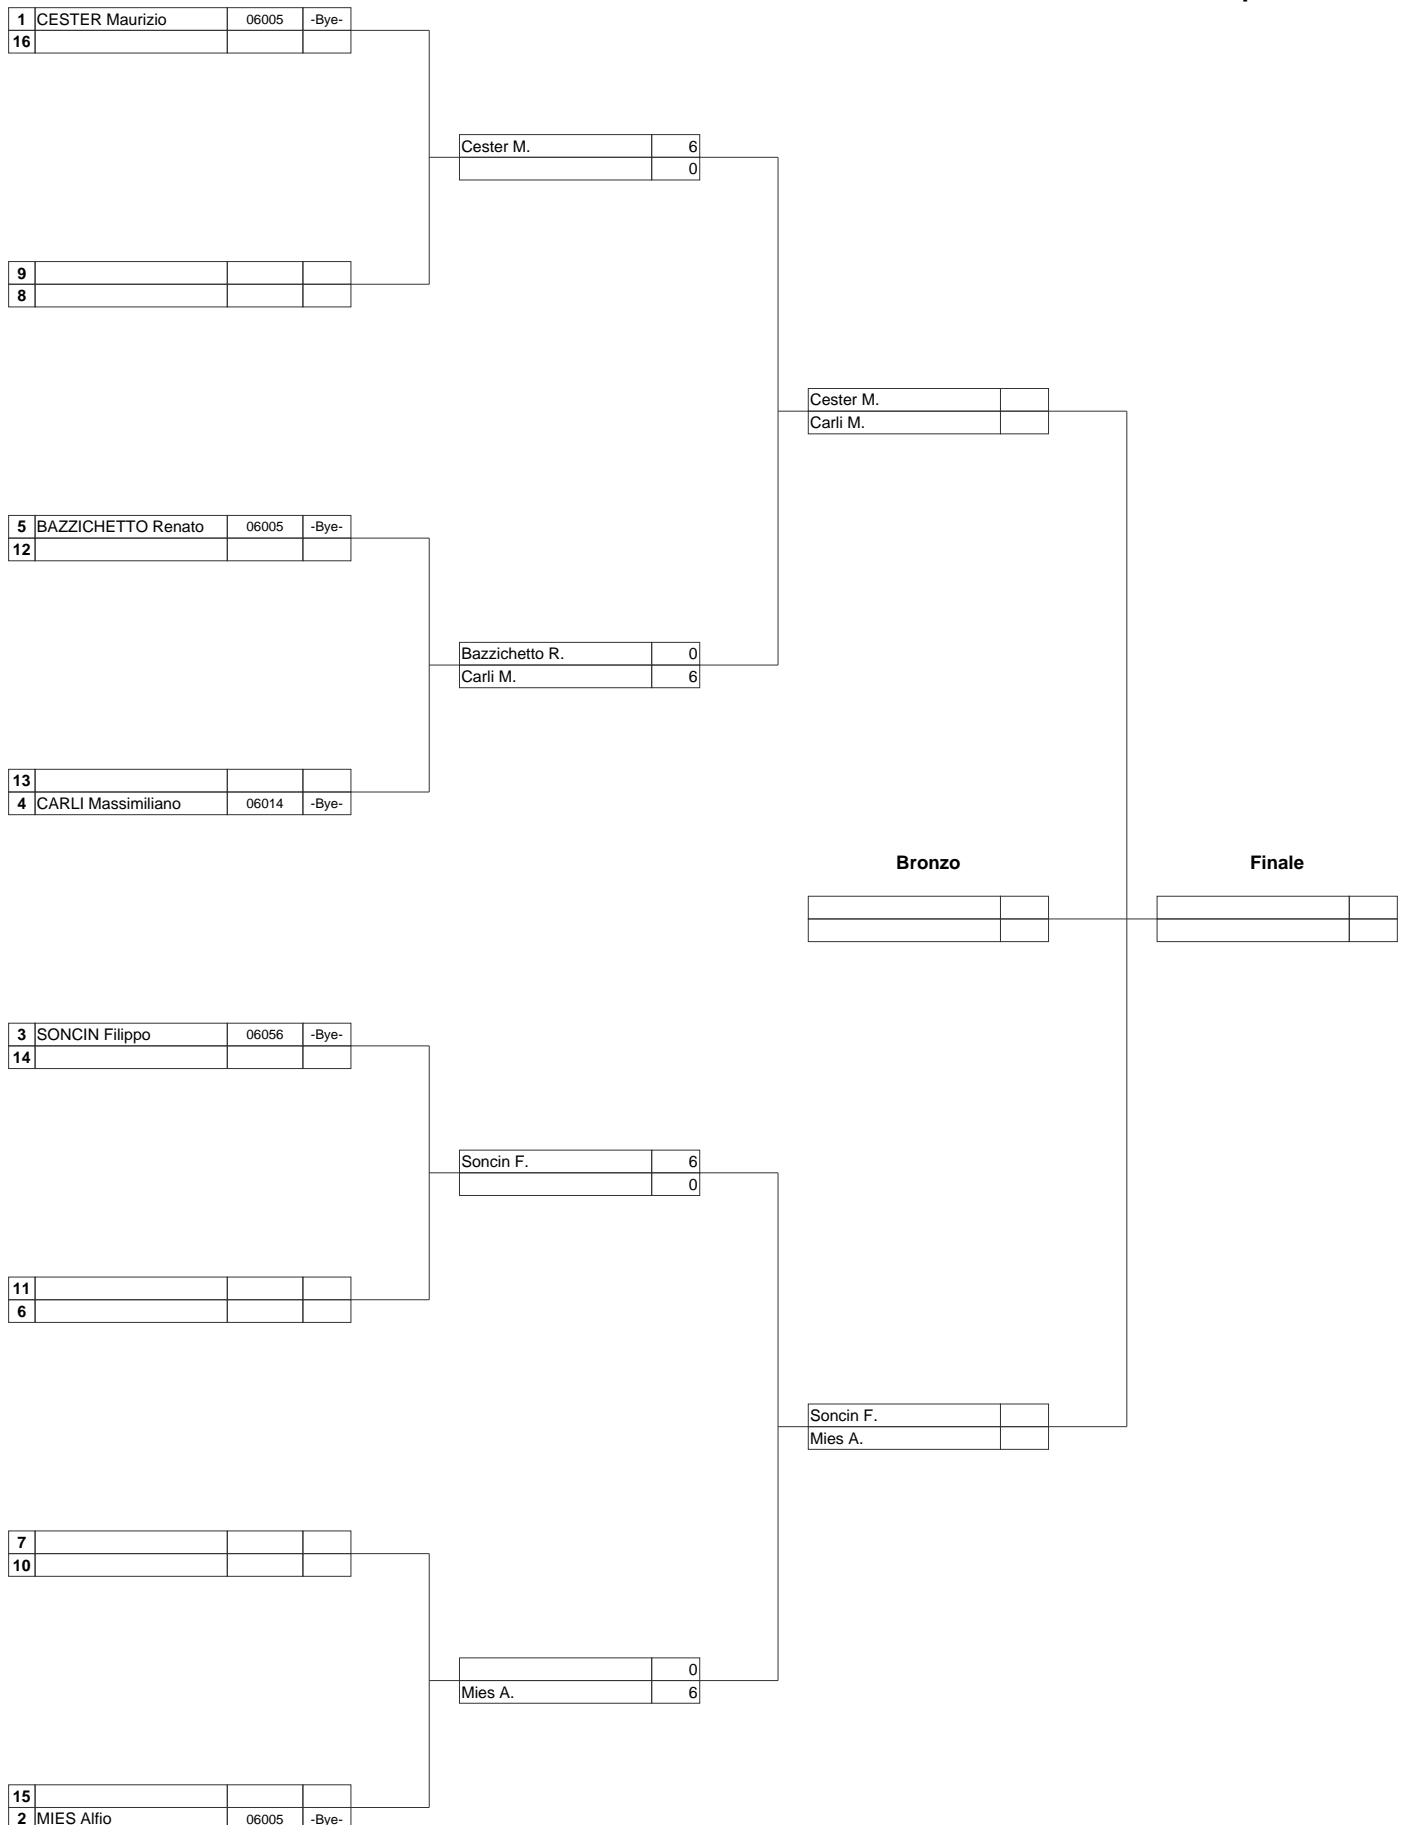 1 CESTER Maurizio 06005 -Bye-
16
Cester M. 6
0
9
8
Cester M.
Carli M.
5 BAZZICHETTO Renato 06005 -Bye-
12
Bazzichetto R. 0
Carli M. 6
13
4 CARLI Massimiliano 06014 -Bye-
Bronzo Finale
3 SONCIN Filippo 06056 -Bye-
14
Soncin F. 6
0
11
6
Soncin F.
Mies A.
7
10
0
Mies A. 6
15
2 MIES Alfio 06005 -Bye-